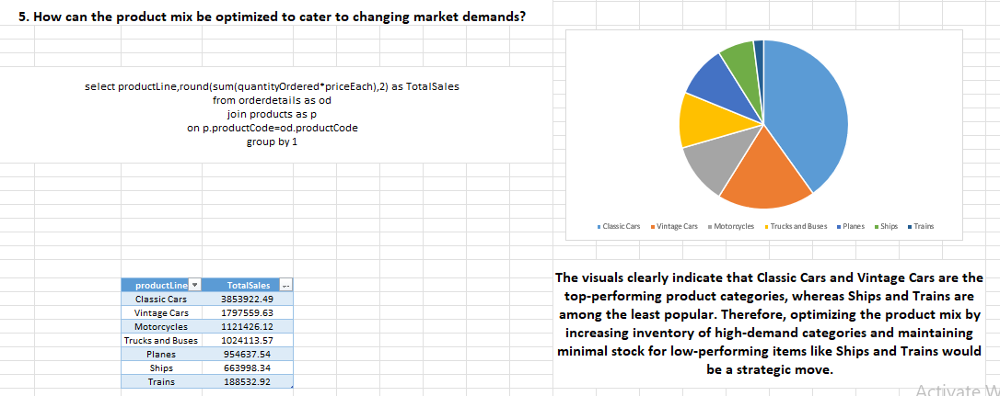 5. How can the product mix be optimized to cater to changing market demands?
select productLine,round(sum(quantityOrdered*priceEach),2) as TotalSales
from orderdetails as od
join products as p
on p.productCode=od.productCode
group by 1
Classic Cars Vintage Cars Motorcycles Trucks and Buses Planes Ships Trains
productLine TotalSales
Classic Cars 3853922.49
Vintage Cars 1797559.63
Motorcycles 1121426.12
Trucks and Buses 1024113.57
Planes 954637.54
Ships 663998.34
Trains 188532.92
The visuals clearly indicate that Classic Cars and Vintage Cars are the
top-performing product categories, whereas Ships and Trains are
among the least popular. Therefore, optimizing the product mix by
increasing inventory of high-demand categories and maintaining
minimal stock for low-performing items like Ships and Trains would
be a strategic move.
Activate W